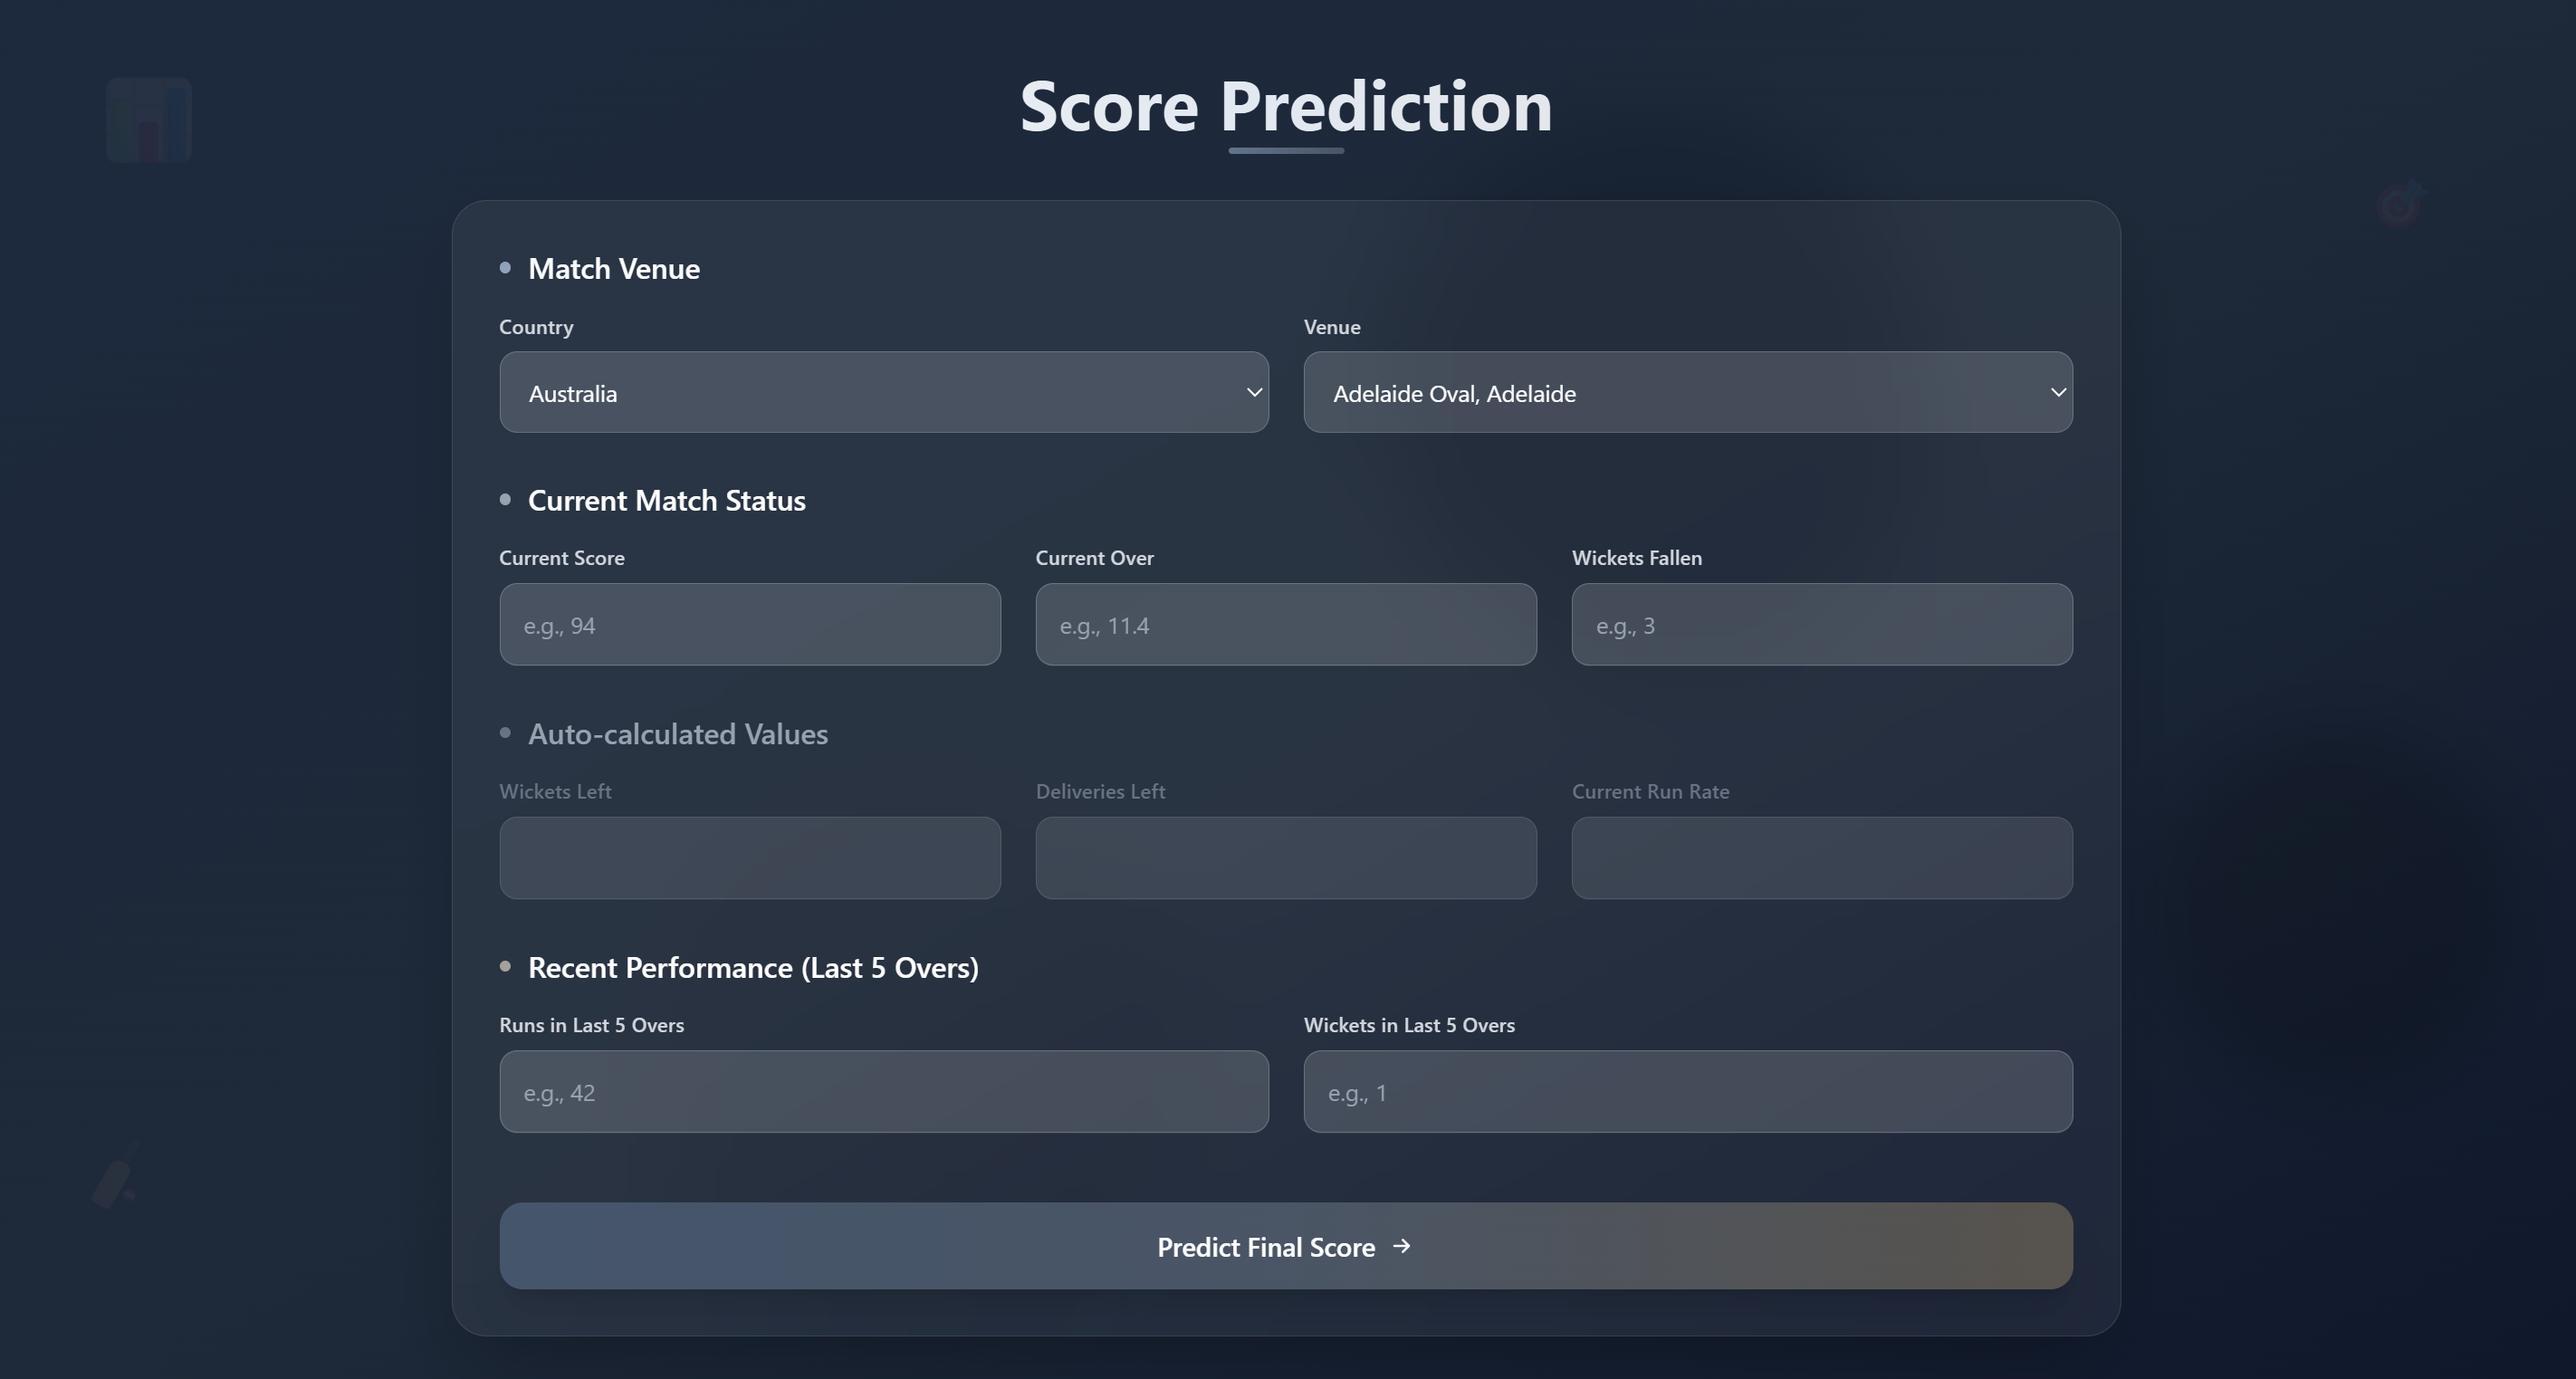 Score Prediction
Match Venue
Country
Venue
Australia
Adelaide Oval, Adelaide
Current Match Status
Current Score
Current Over
Wickets Fallen
e.g., 94
e.g., 11.4
e.g., 3
Auto-calculated Values
Wickets Left
Deliveries Left
Current Run Rate
Recent Performance (Last 5 Overs)
Runs in Last 5 Overs
Wickets in Last 5 Overs
e.g., 42
e.g., 1
Predict Final Score →